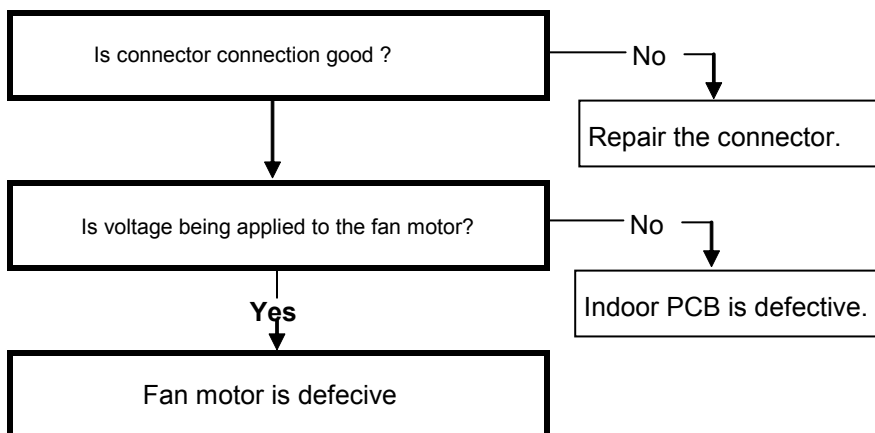 Is connector connection good ?
No
Repair the connector.
Is voltage being applied to the fan motor?
No
Indoor PCB is defective.
Yes
Fan motor is defecive